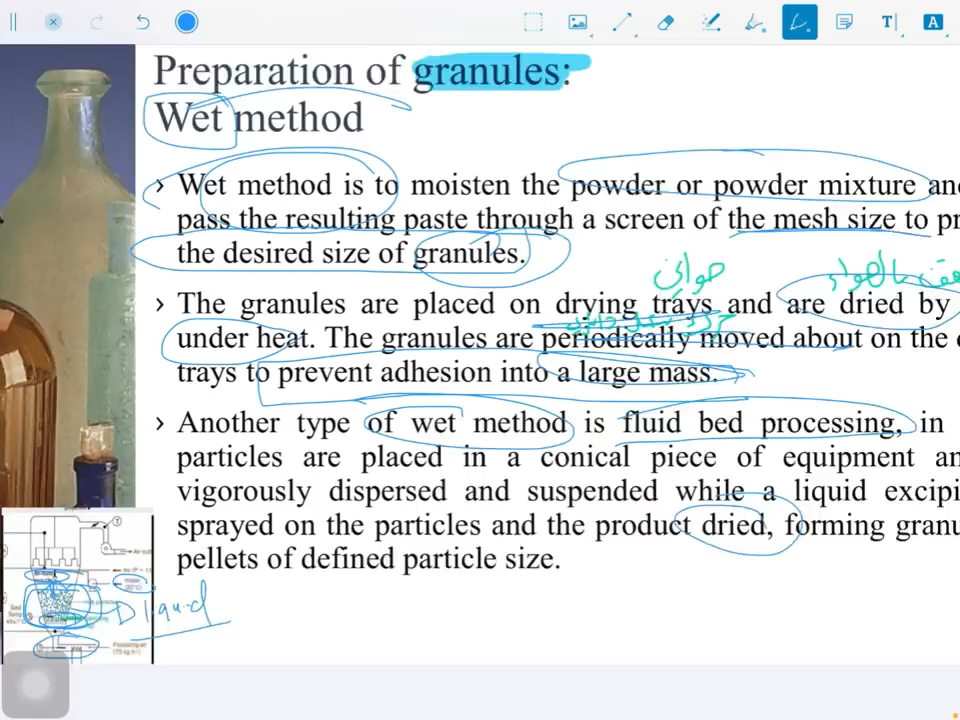 Preparation of granules:
Wet method
› Wet method is to moisten the powder or powder mixture and
pass the resulting paste through a screen of the mesh size to pr
the desired size of granules.
صواني
› The granules are placed on drying trays and are dried by
under heat. The granules are periodically moved about on the d
trays to prevent adhesion into a large mass.
› Another type of wet method is fluid bed processing, in
particles are placed in a conical piece of equipment an
vigorously dispersed and suspended while a liquid excipi
sprayed on the particles and the product dried, forming granu
pellets of defined particle size.
liquid